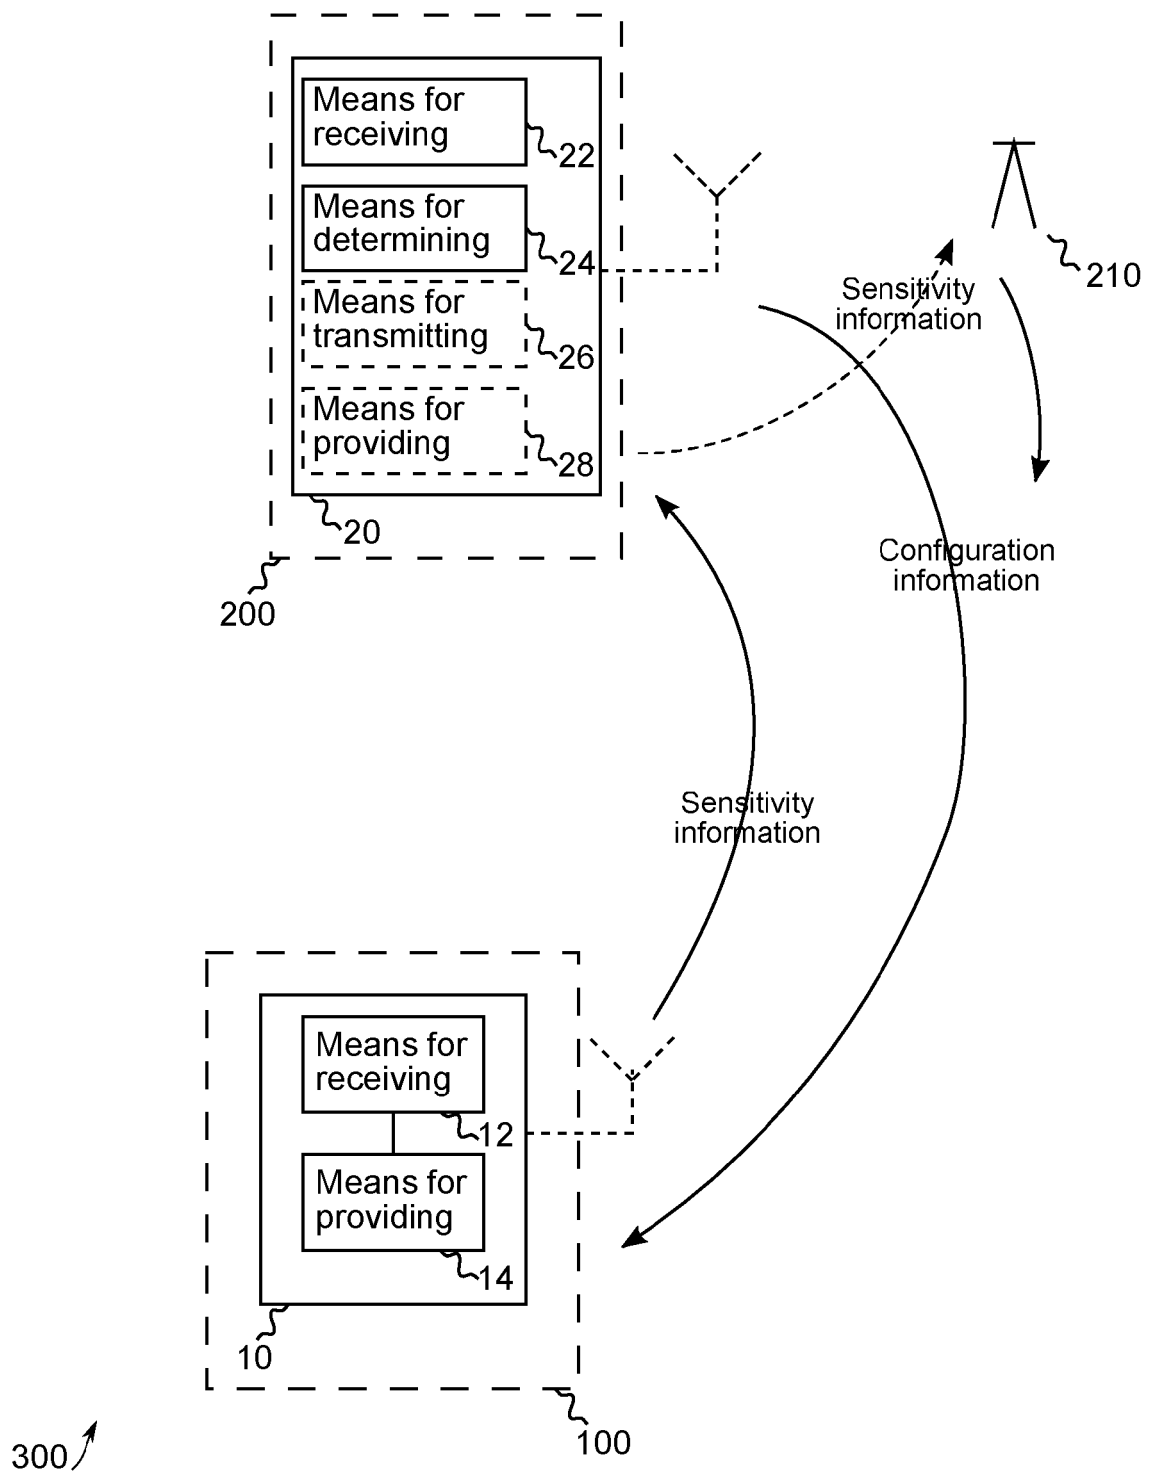 Means for
receiving
22
Means for
determining
24
Means for
transmitting
26
Means for
providing
28
20
200
210
Sensitivity
information
Configuration
information
Sensitivity
information
Means for
receiving
12
Means for
providing
14
10
100
300